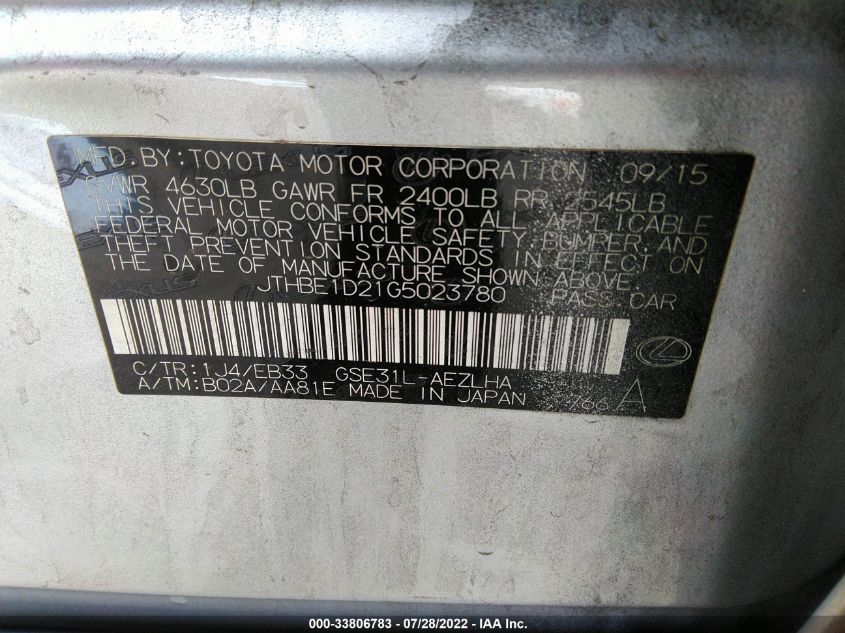 MFD. BY: TOYOTA MOTOR CORPORATION 09/15
GVWR 4630LB GAWR FR 2400LB RR 2545LB
THIS VEHICLE CONFORMS TO ALL APPLICABLE
FEDERAL MOTOR VEHICLE SAFETY, BUMPER, AND
THEFT PREVENTION STANDARDS IN EFFECT ON
THE DATE OF MANUFACTURE SHOWN ABOVE.
JTHBE1D21G5023780 PASS. CAR
C/TR: 1J4/EB33 GSE31L-AEZLHA
A/TM: B02A/AA81E MADE IN JAPAN 766 A
000-33806783 / 07/28/2022 - IAA Inc.